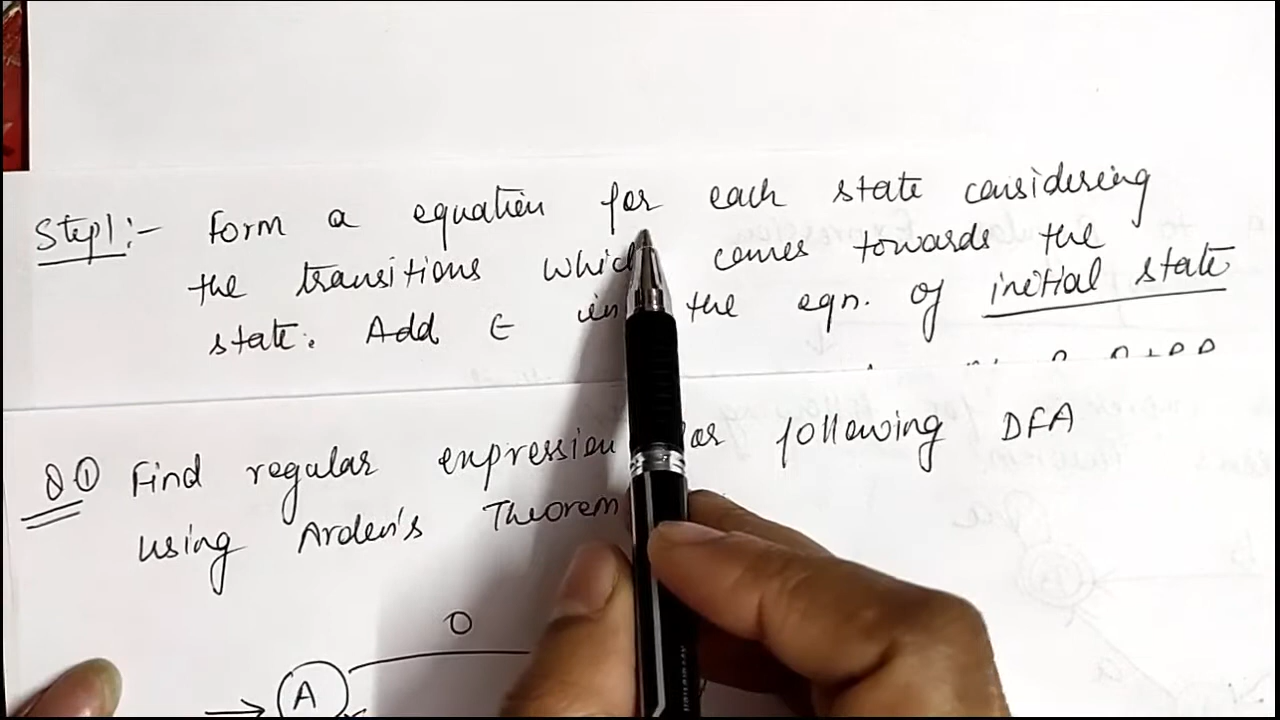 Step1:- Form a equation for each state considering
the transitions which comes towards the
state. Add ε in the eqn. of initial state
Q① Find regular expression for following DFA
using Arden's Theorem
0
A